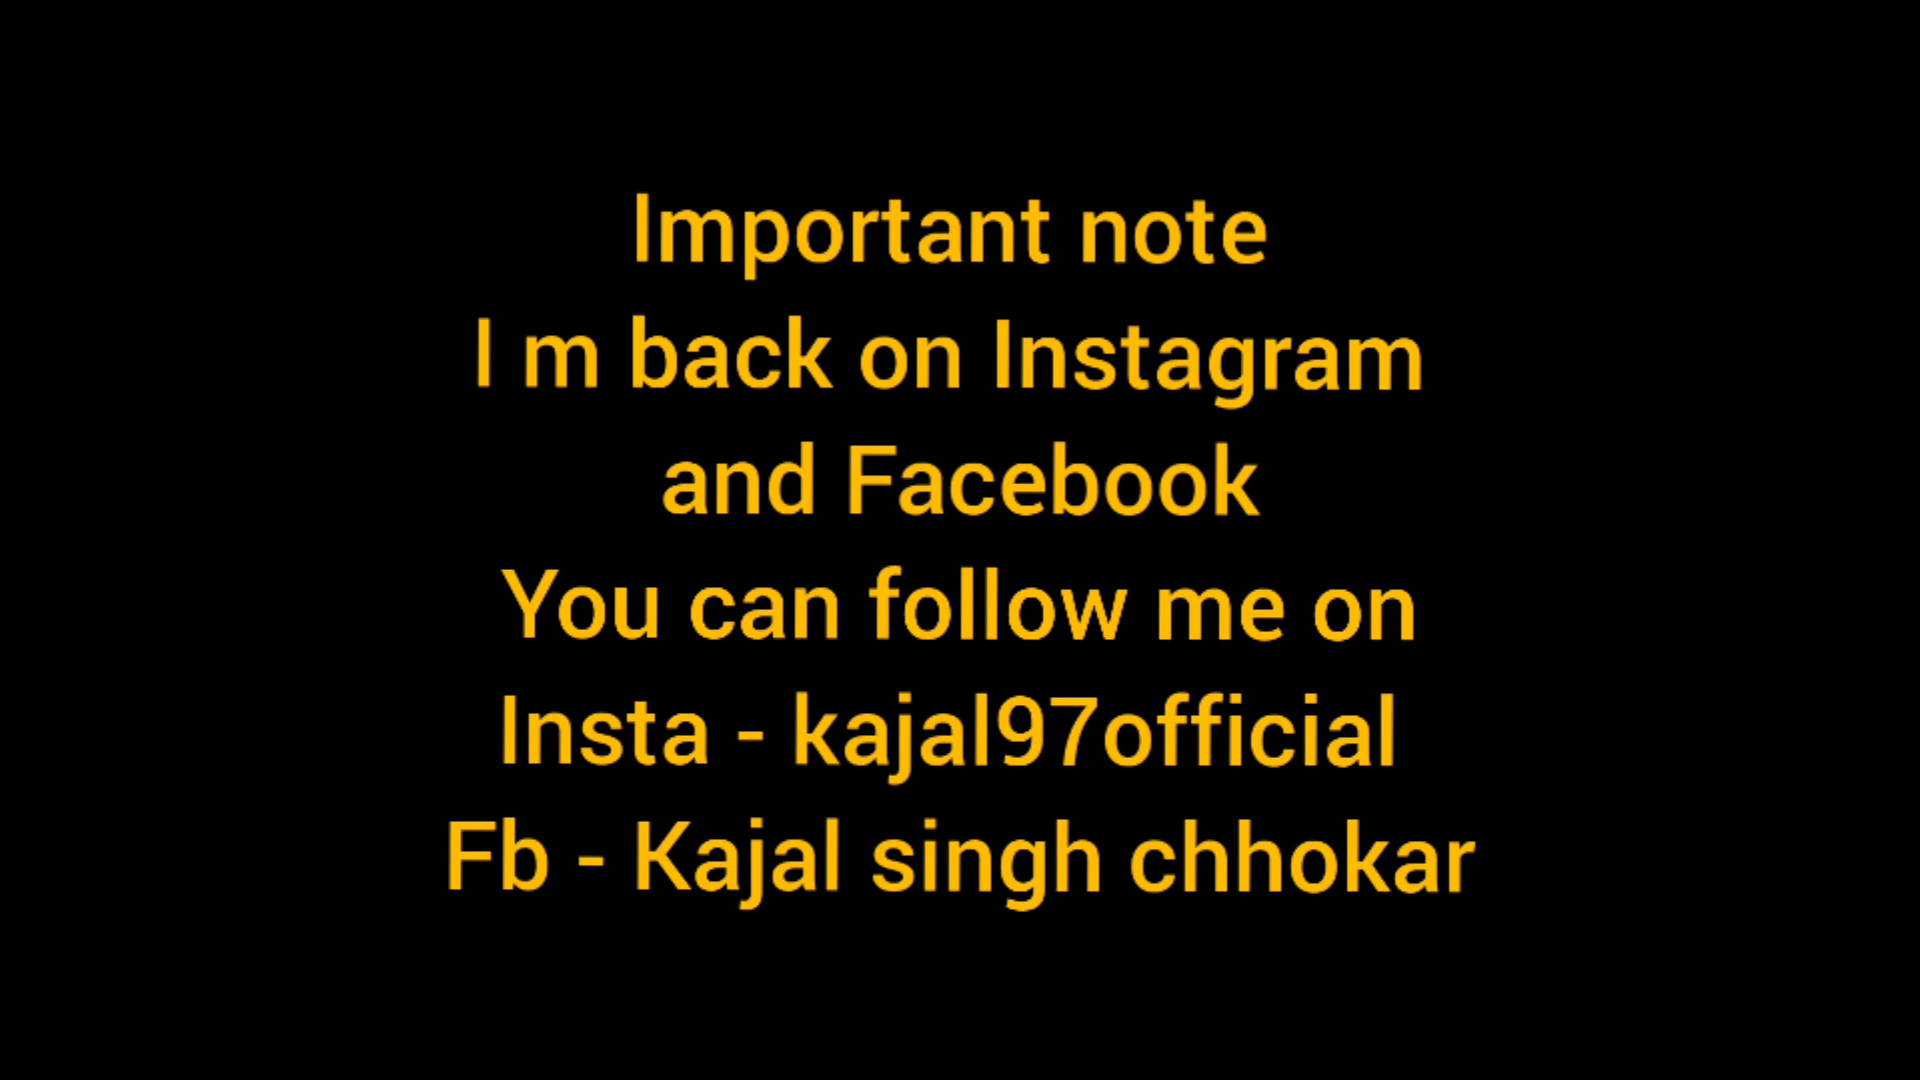 Important note
I m back on Instagram
and Facebook
You can follow me on
Insta - kajal97official
Fb - Kajal singh chhokar